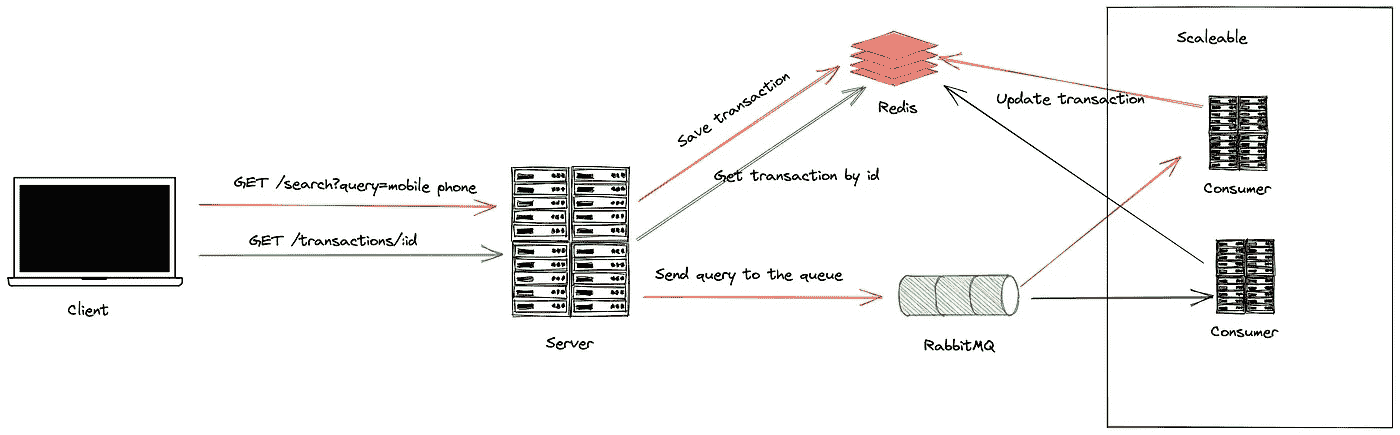 Scaleable
Save transaction
Redis
Update transaction
GET /search?query=mobile phone
Get transaction by id
Consumer
GET /transactions/:id
Send query to the queue
Client
Server
RabbitMQ
Consumer